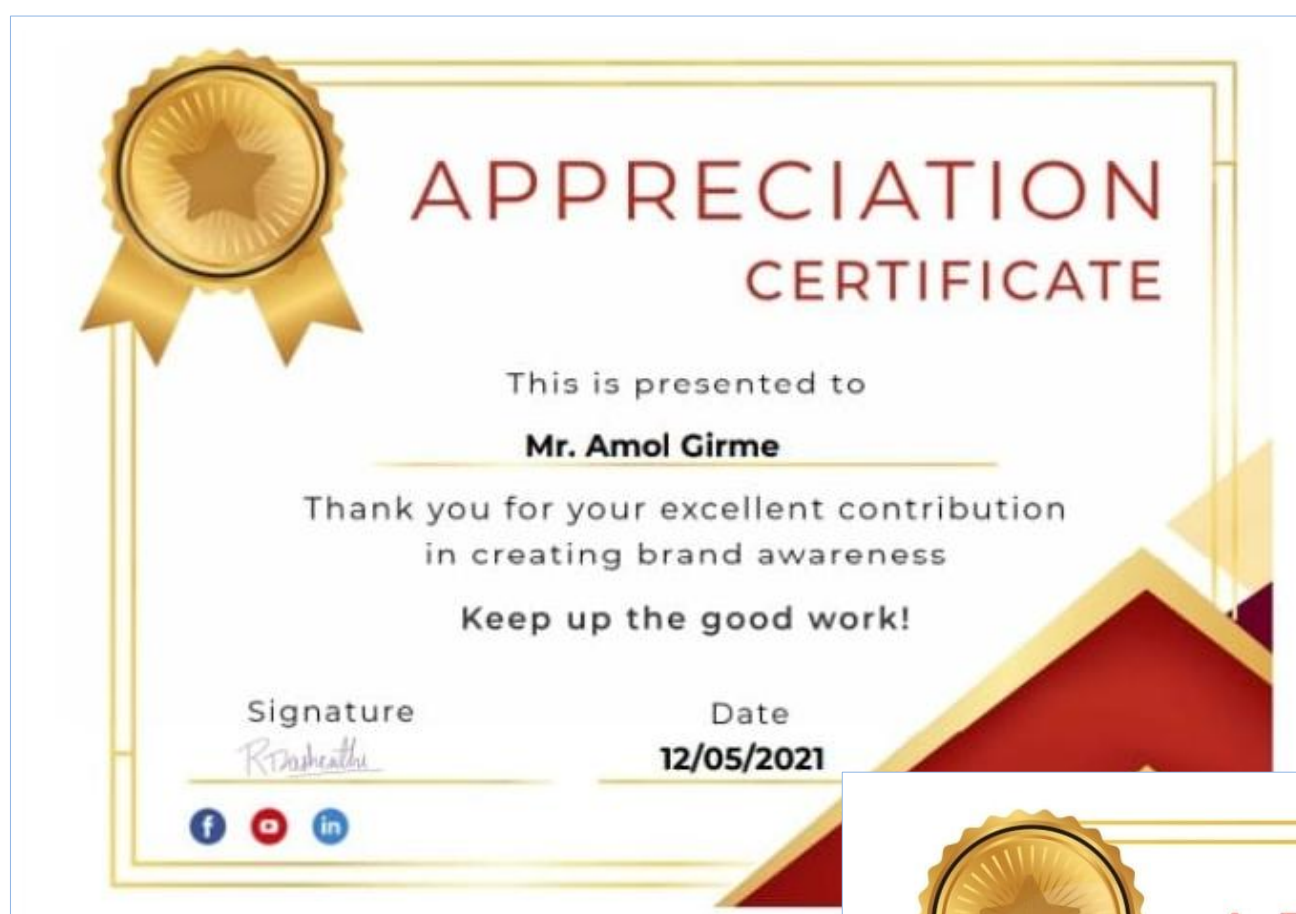 APPRECIATION
CERTIFICATE
This is presented to
Mr. Amol Girme
Thank you for your excellent contribution
in creating brand awareness
Keep up the good work!
Signature
Date
12/05/2021
f
in